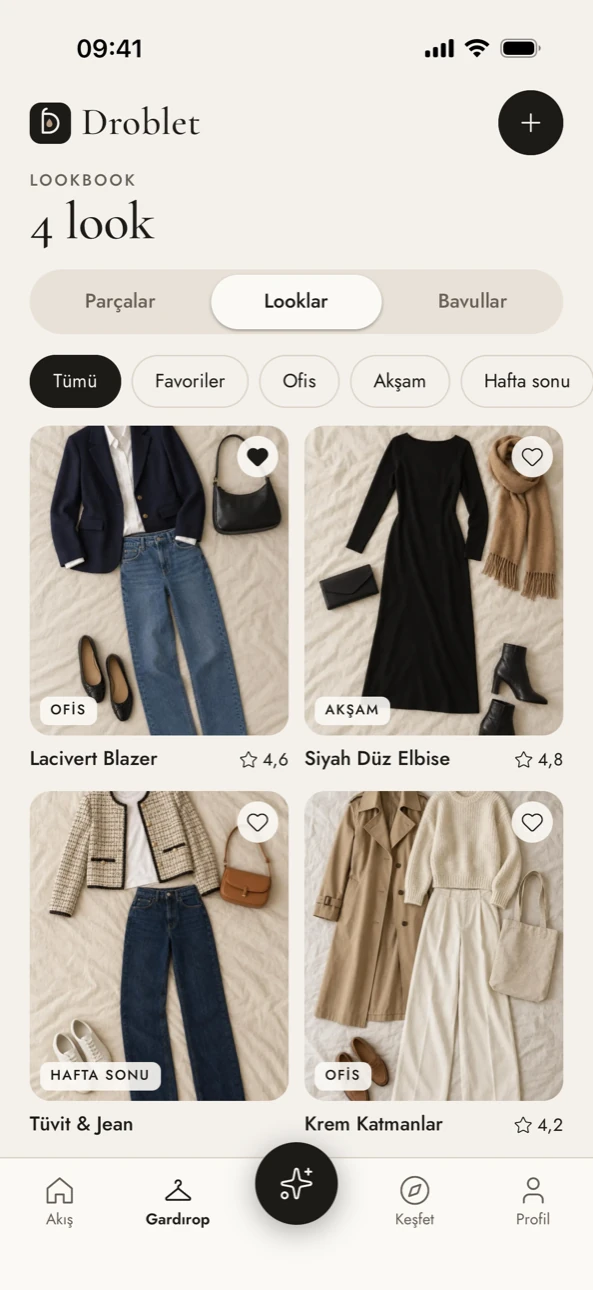 09:41
Droblet
LOOKBOOK
4 look
Parçalar Looklar Bavullar
Tümü Favoriler Ofis Akşam Hafta sonu
OFİS
AKŞAM
Lacivert Blazer 4,6
Siyah Düz Elbise 4,8
HAFTA SONU
OFİS
Tüvit & Jean
Krem Katmanlar 4,2
Akış Gardırop Keşfet Profil